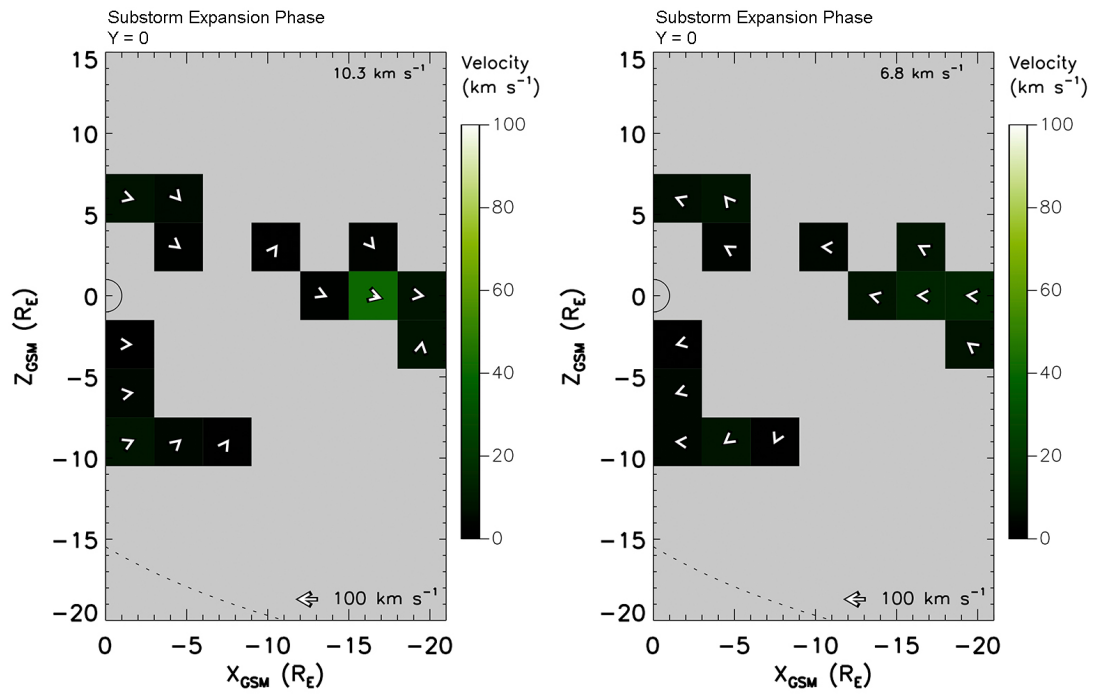 Substorm Expansion Phase
Y = 0
10.3 km s⁻¹
15
10
5
0
−5
−10
−15
−20
Z_GSM (R_E)
100 km s⁻¹
0
−5
−10
−15
−20
X_GSM (R_E)
Velocity
(km s⁻¹)
100
80
60
40
20
0
Substorm Expansion Phase
Y = 0
6.8 km s⁻¹
15
10
5
0
−5
−10
−15
−20
Z_GSM (R_E)
100 km s⁻¹
0
−5
−10
−15
−20
X_GSM (R_E)
Velocity
(km s⁻¹)
100
80
60
40
20
0